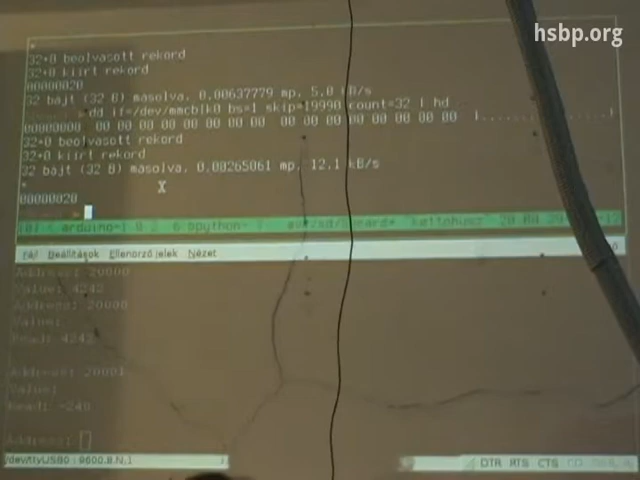 hsbp.org
32+0 beolvasott rekord
32+0 kiírt rekord
00000020
32 bájt (32 B) másolva, 0,00637779 mp, 5,0 kB/s
dd if=/dev/mmcblk0 bs=1 skip=19990 count=32 | hd
00000000 00 00 00 00 00 00 00 00 00 00 00 00 00 00 00 00 |................|
32+0 beolvasott rekord
32+0 kiírt rekord
32 bájt (32 B) másolva, 0,00265061 mp, 12,1 kB/s
*
00000020
Fájl Beállítások Ellenőrző jelek Nézet
Address: 20000
Value: 4242
Address: 20000
Value:
Read: 4242
Address: 20001
Value:
Read: -240
Address:
/dev/ttyUSB0 : 9600,8,N,1
DTR RTS CTS CD